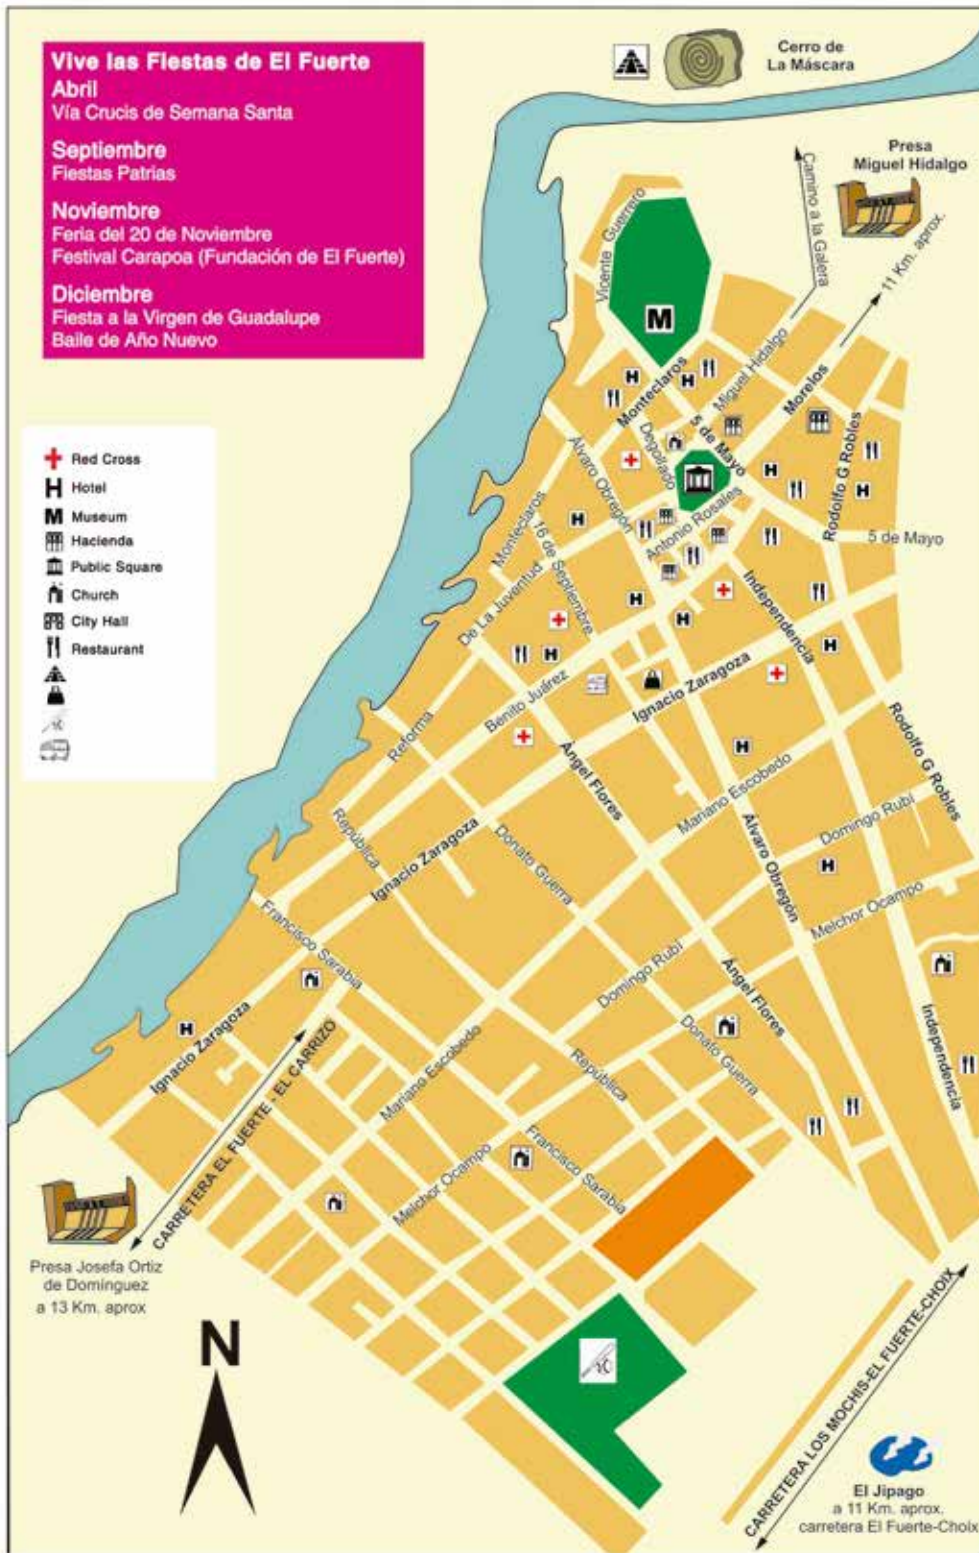 Vive las Fiestas de El Fuerte
Abril
Vía Crucis de Semana Santa
Septiembre
Fiestas Patrias
Noviembre
Feria del 20 de Noviembre
Festival Carapoa (Fundación de El Fuerte)
Diciembre
Fiesta a la Virgen de Guadalupe
Baile de Año Nuevo
Cerro de
La Máscara
Presa
Miguel Hidalgo
Camino a la Galera
11 Km. aprox.
Vicente Guerrero
M
Miguel Hidalgo
Morelos
Monteclaros
5 de Mayo
Degollado
Rodolfo G Robles
Álvaro Obregón
Antonio Rosales
5 de Mayo
Monteclaros
16 de Septiembre
De La Juventud
Independencia
Red Cross
H Hotel
M Museum
Hacienda
Public Square
Church
City Hall
Restaurant
Benito Juárez
Ignacio Zaragoza
Reforma
Ángel Flores
Rodolfo G Robles
Mariano Escobedo
República
Ignacio Zaragoza
Donato Guerra
Domingo Rubí
Alvaro Obregón
Melchor Ocampo
Francisco Sarabia
Domingo Rubí
Ángel Flores
Ignacio Zaragoza
CARRETERA EL FUERTE - EL CARRIZO
Mariano Escobedo
República
Donato Guerra
Independencia
Melchor Ocampo
Francisco Sarabia
Presa Josefa Ortiz
de Domínguez
a 13 Km. aprox
N
CARRETERA LOS MOCHIS-EL FUERTE-CHOIX
El Jipago
a 11 Km. aprox.
carretera El Fuerte-Choix
H
H
H
H
H
H
H
H
H
H
H
H
H